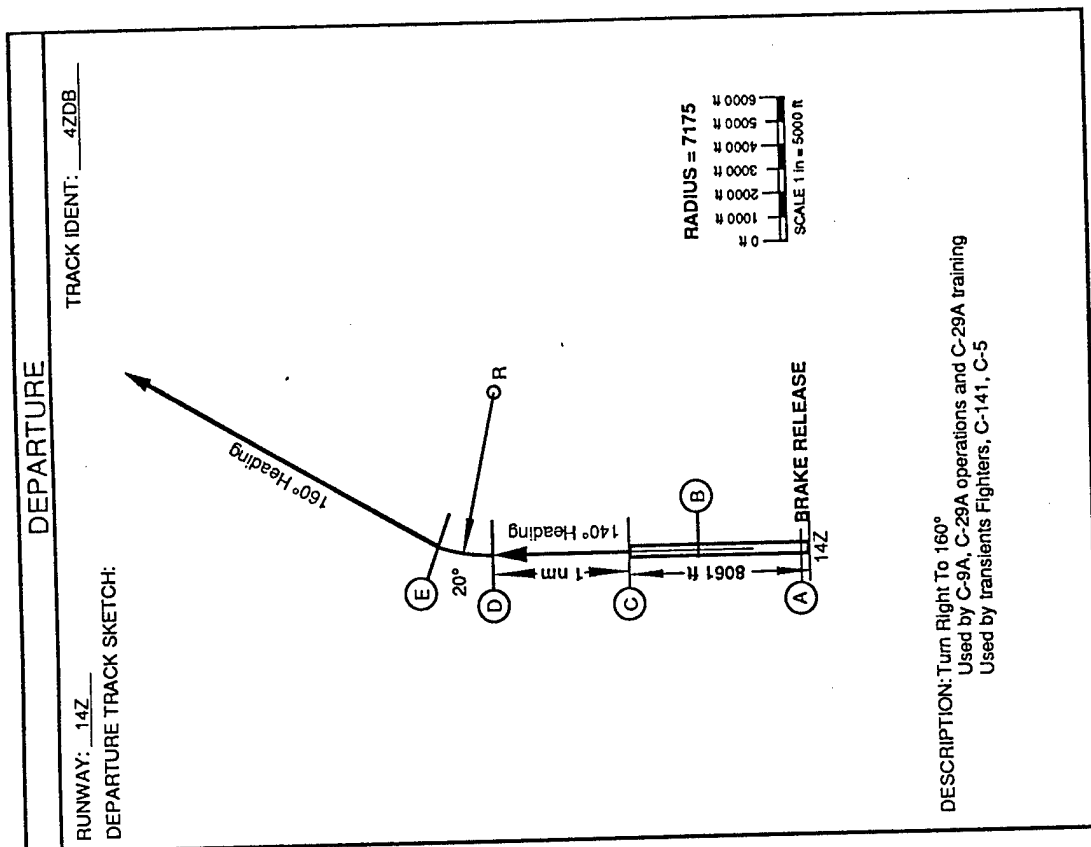 DEPARTURE
RUNWAY: 14Z
TRACK IDENT: 4ZDB
DEPARTURE TRACK SKETCH:
160° Heading
E
20°
R
D
140° Heading
1 nm
C
B
8061 ft
A
BRAKE RELEASE
14Z
RADIUS = 7175
0 ft
1000 ft
2000 ft
3000 ft
4000 ft
5000 ft
6000 ft
SCALE 1 in = 5000 ft
DESCRIPTION: Turn Right To 160°
Used by C-9A, C-29A operations and C-29A training
Used by transients Fighters, C-141, C-5